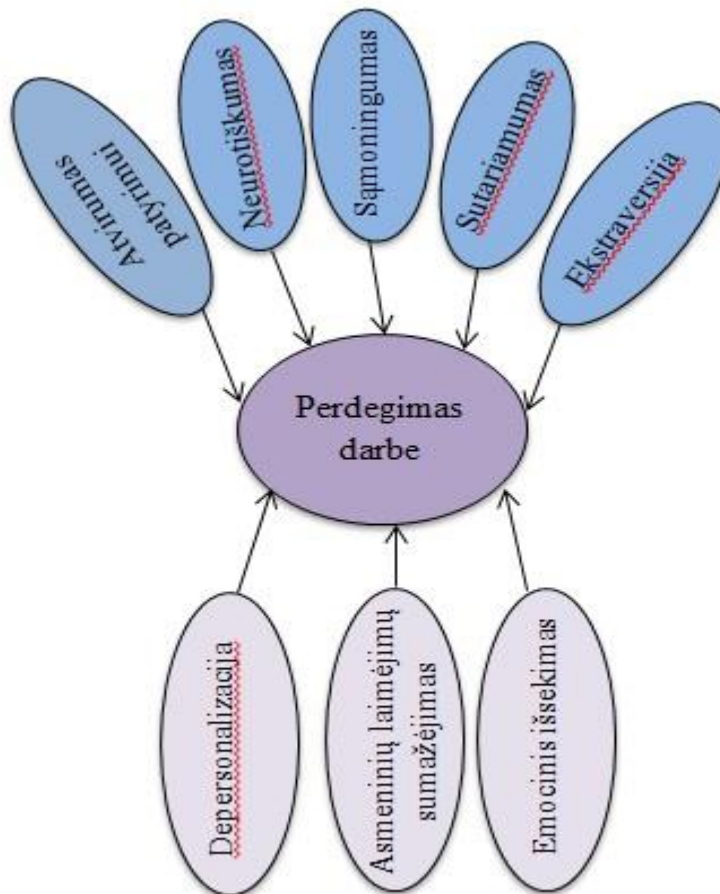 Atvirumas
patyrimui
Neurotiškumas
Sąmoningumas
Sutariamumas
Ekstraversija
Perdegimas
darbe
Depersonalizacija
Asmeninių laimėjimų
sumažėjimas
Emocinis išsekimas